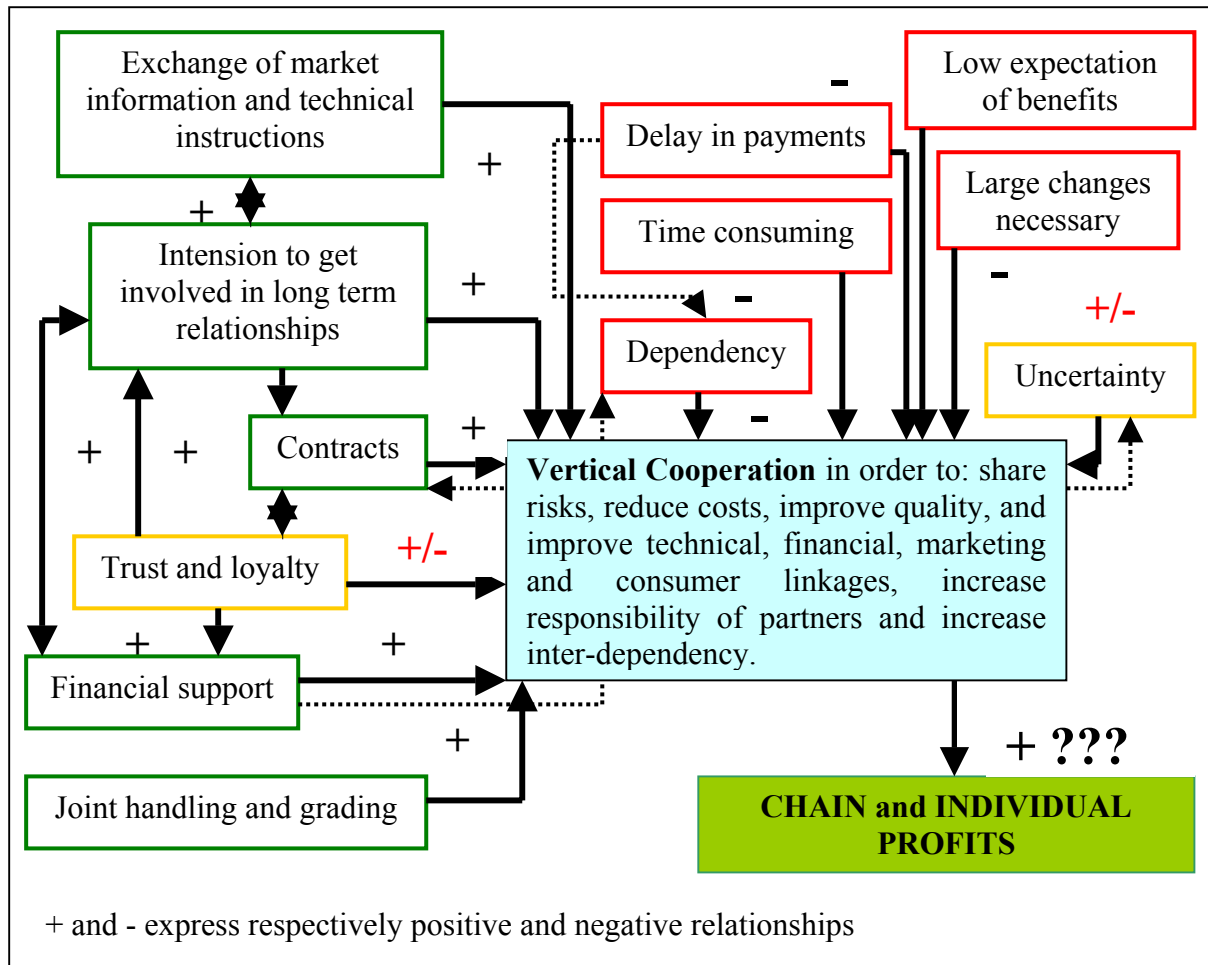 Exchange of market
information and technical
instructions
+
+
Intension to get
involved in long term
relationships
+
Contracts
+
+
+
Trust and loyalty
+/-
+
+
Financial support
+
Joint handling and grading
-
Delay in payments
Low expectation
of benefits
Large changes
necessary
-
Time consuming
-
Dependency
-
+/-
Uncertainty
Vertical Cooperation in order to: share
risks, reduce costs, improve quality, and
improve technical, financial, marketing
and consumer linkages, increase
responsibility of partners and increase
inter-dependency.
+ ???
CHAIN and INDIVIDUAL
PROFITS
+ and - express respectively positive and negative relationships